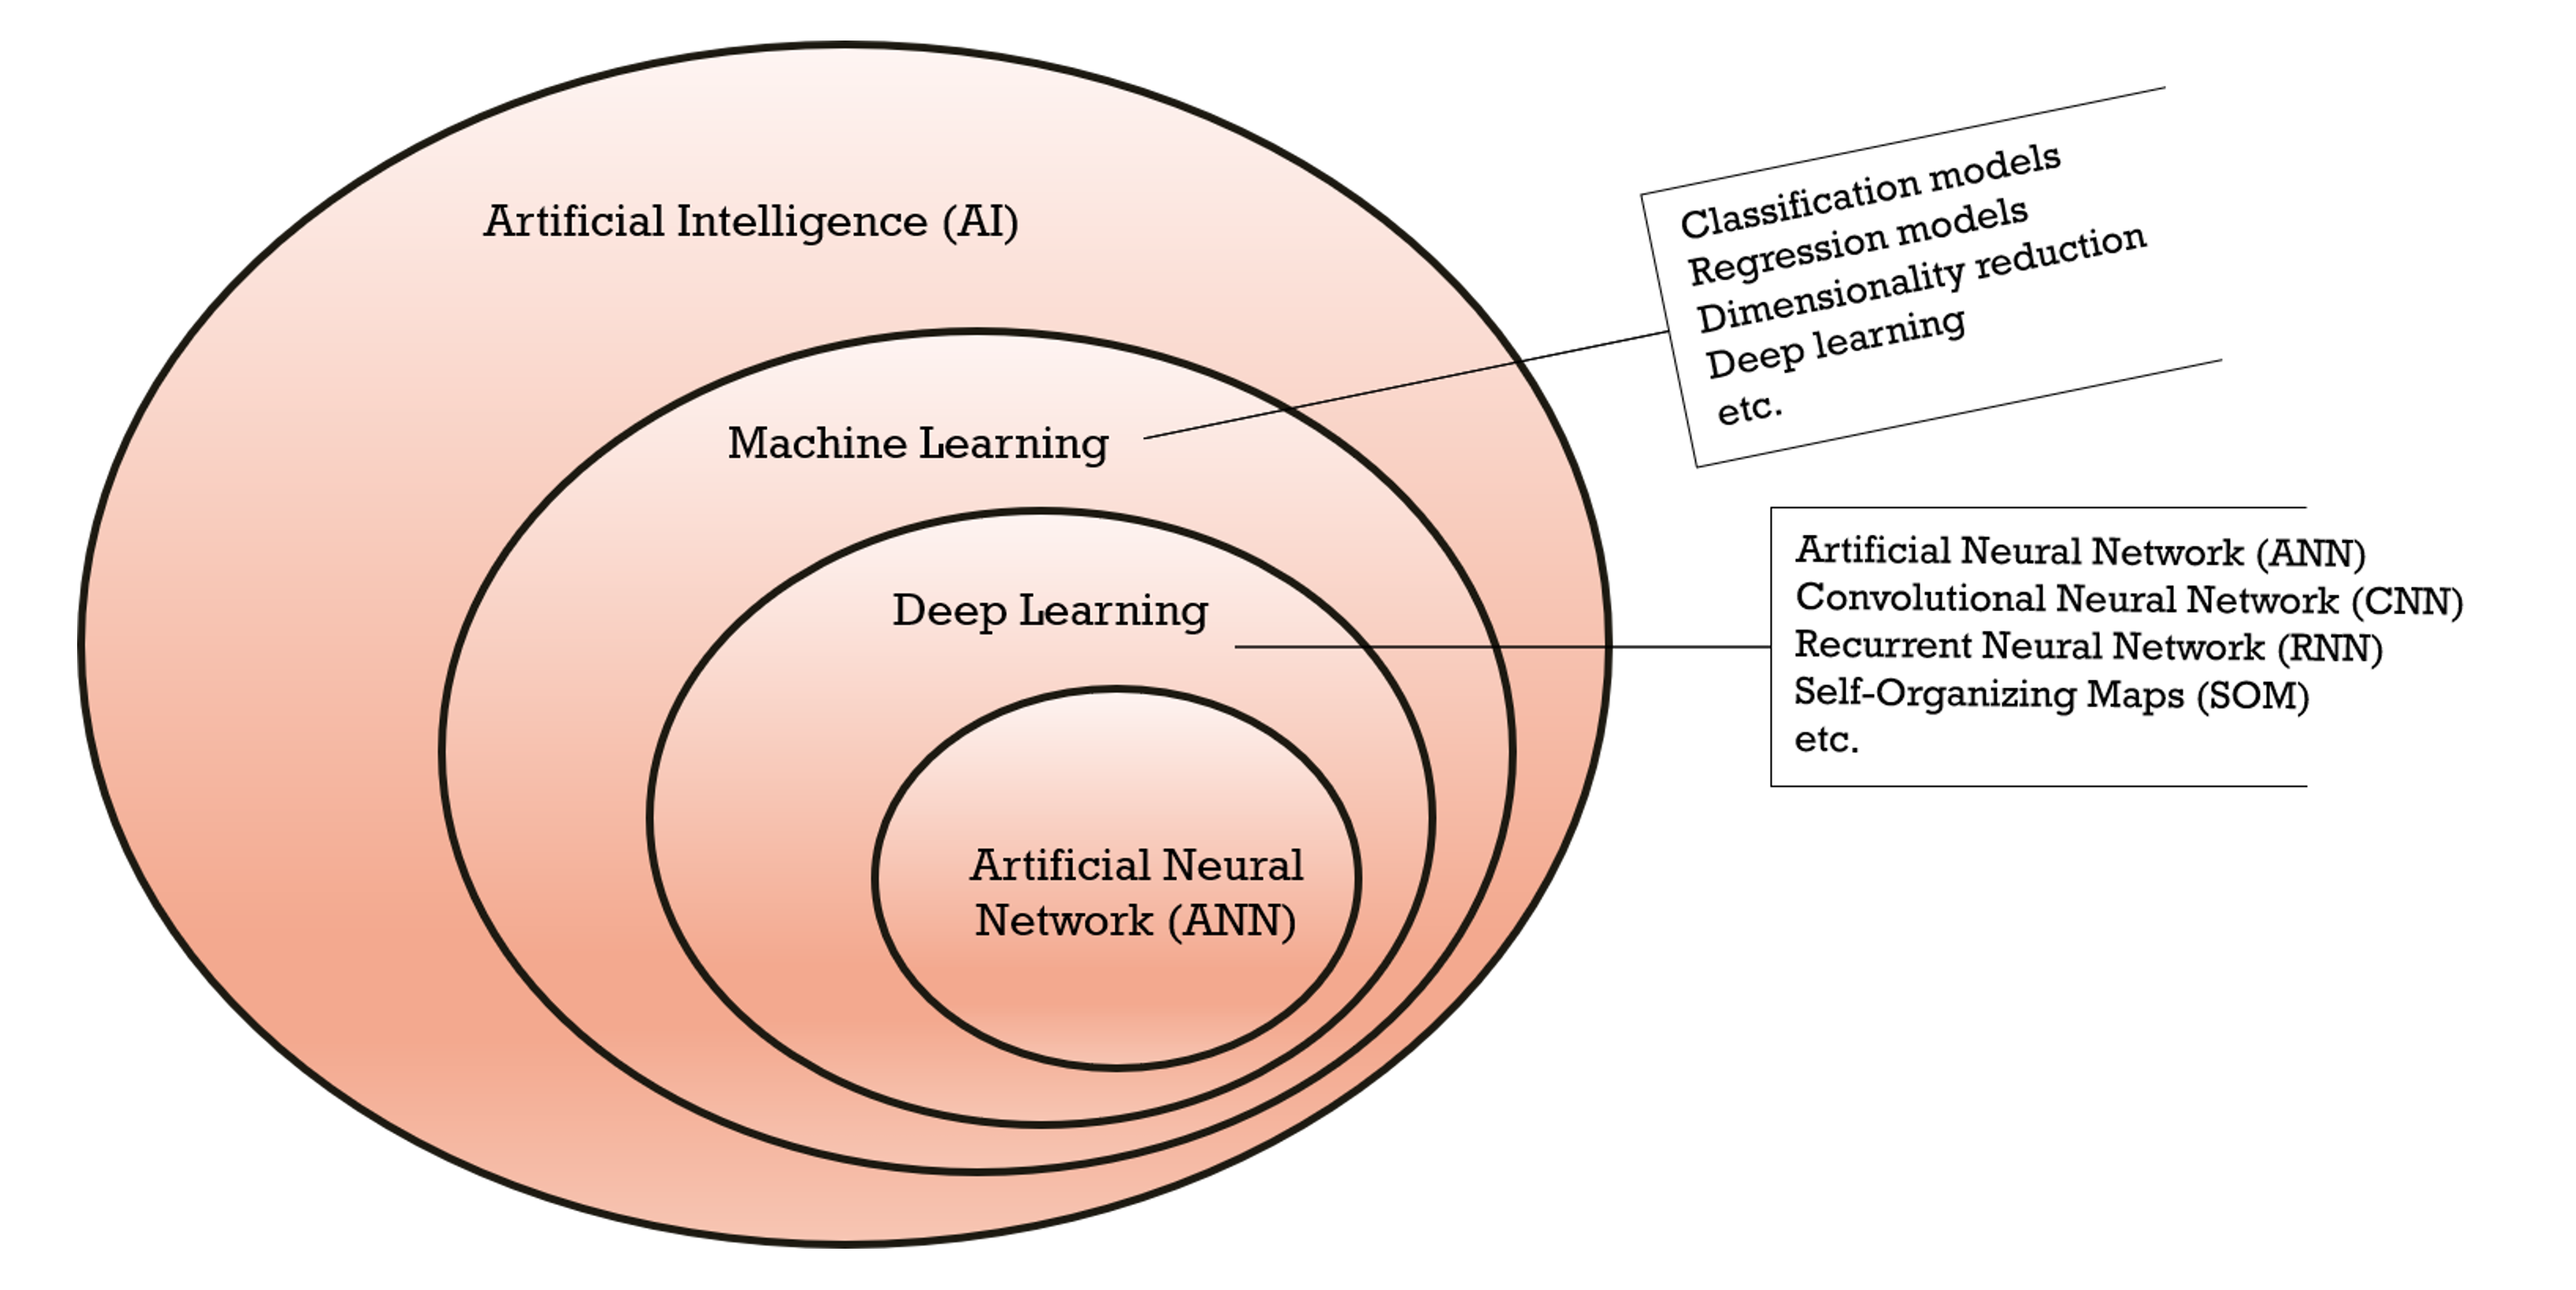 Artificial Intelligence (AI)
Machine Learning
Deep Learning
Artificial Neural
Network (ANN)
Classification models
Regression models
Dimensionality reduction
Deep learning
etc.
Artificial Neural Network (ANN)
Convolutional Neural Network (CNN)
Recurrent Neural Network (RNN)
Self-Organizing Maps (SOM)
etc.